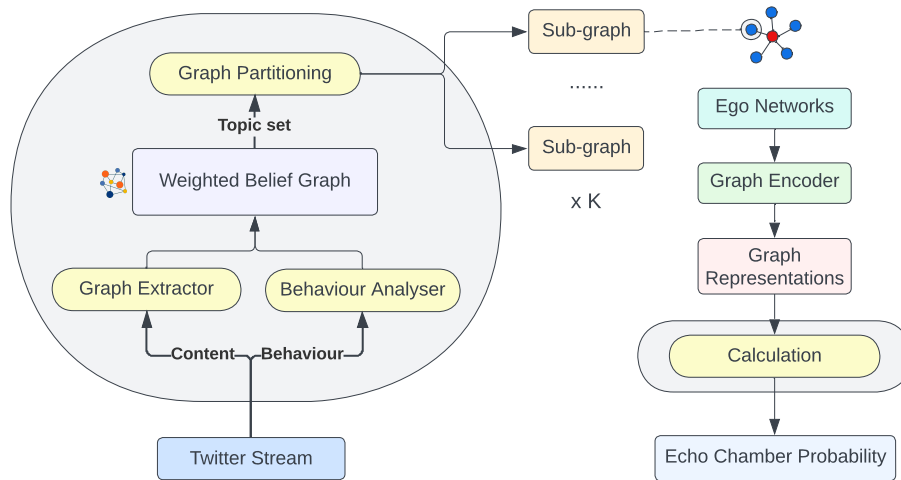 Graph Partitioning
Topic set
Weighted Belief Graph
Graph Extractor
Behaviour Analyser
Content
Behaviour
Twitter Stream
Sub-graph
......
Sub-graph
x K
Ego Networks
Graph Encoder
Graph
Representations
Calculation
Echo Chamber Probability